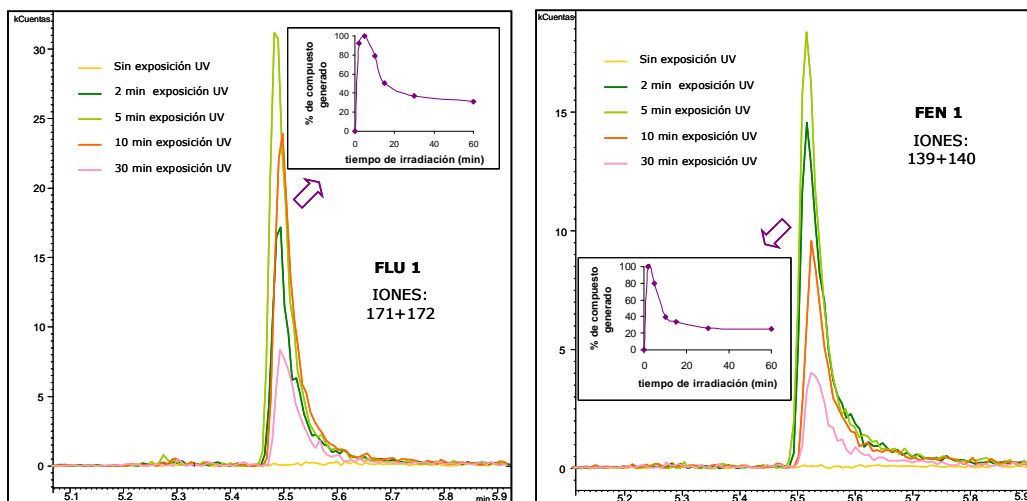 kCuentas
30
25
20
15
10
5
0
Sin exposición UV
2 min exposición UV
5 min exposición UV
10 min exposición UV
30 min exposición UV
% de compuesto
generado
100
80
60
40
20
0
0 20 40 60
tiempo de irradiación (min)
FLU 1
IONES:
171+172
5.1 5.2 5.3 5.4 5.5 5.6 5.7 5.8 min 5.9
kCuentas
15
10
5
0
Sin exposición UV
2 min exposición UV
5 min exposición UV
10 min exposición UV
30 min exposición UV
FEN 1
IONES:
139+140
% de compuesto
generado
100
80
60
40
20
0
0 20 40 60
tiempo de irradiación (min)
5.2 5.3 5.4 5.5 5.6 5.7 5.8 5.9